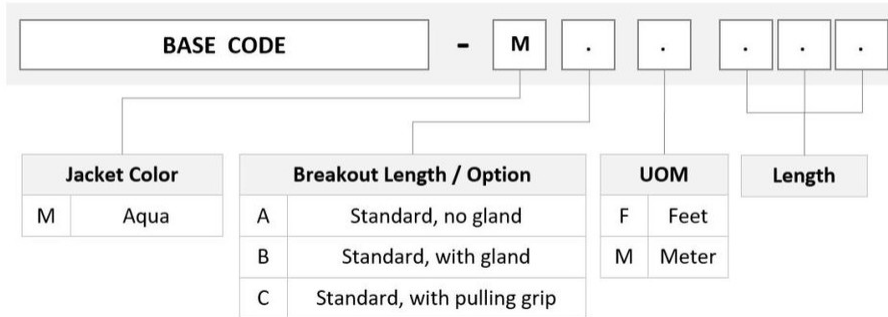 BASE CODE - M . . . . .
Jacket Color
M Aqua
Breakout Length / Option
A Standard, no gland
B Standard, with gland
C Standard, with pulling grip
UOM
F Feet
M Meter
Length